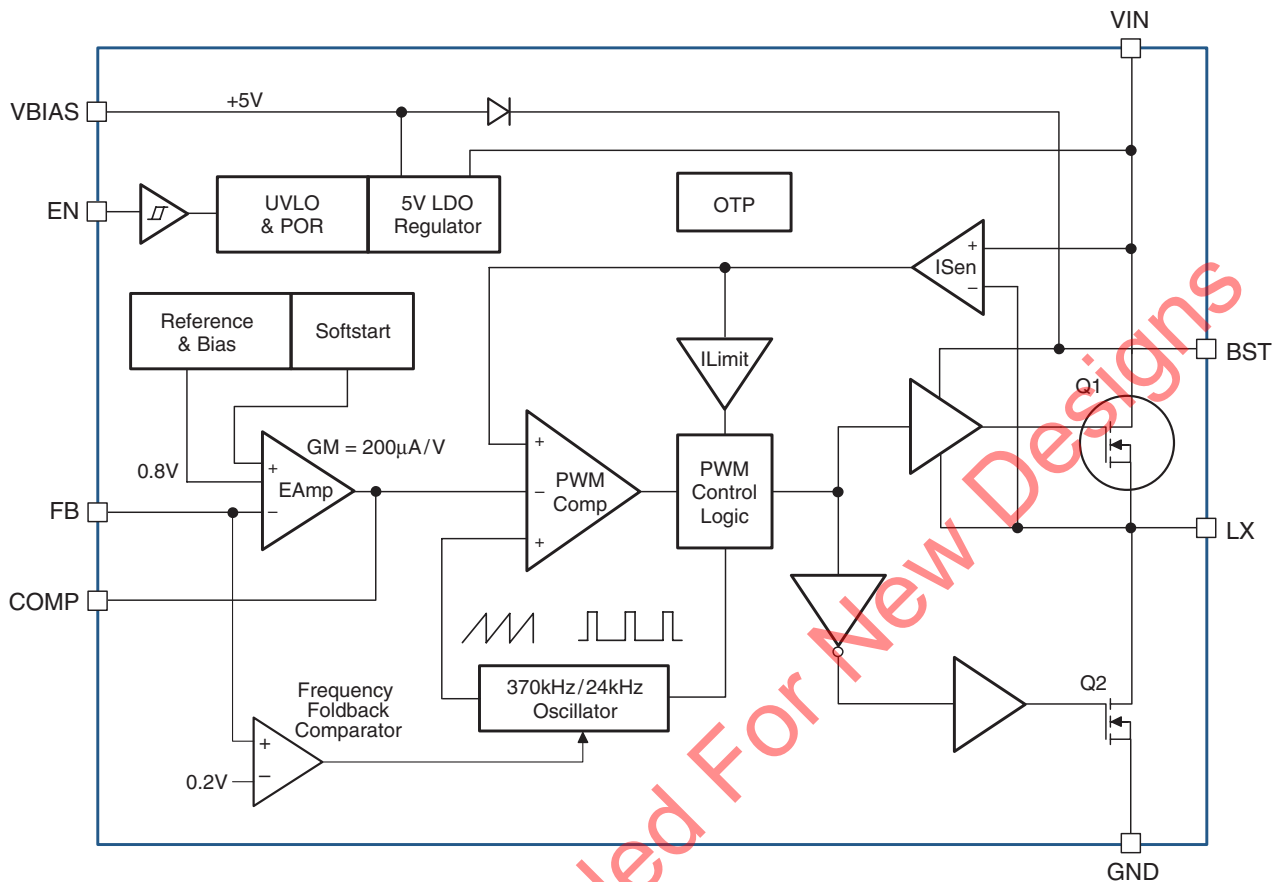 VIN
VBIAS
+5V
EN
UVLO
& POR
5V LDO
Regulator
OTP
+
ISen
−
Reference
& Bias
Softstart
ILimit
BST
Q1
GM = 200µA/V
0.8V
+
EAmp
−
+
−
PWM
Comp
+
PWM
Control
Logic
FB
LX
COMP
370kHz/24kHz
Oscillator
Frequency
Foldback
Comparator
+
−
0.2V
Q2
GND
ded For New Designs